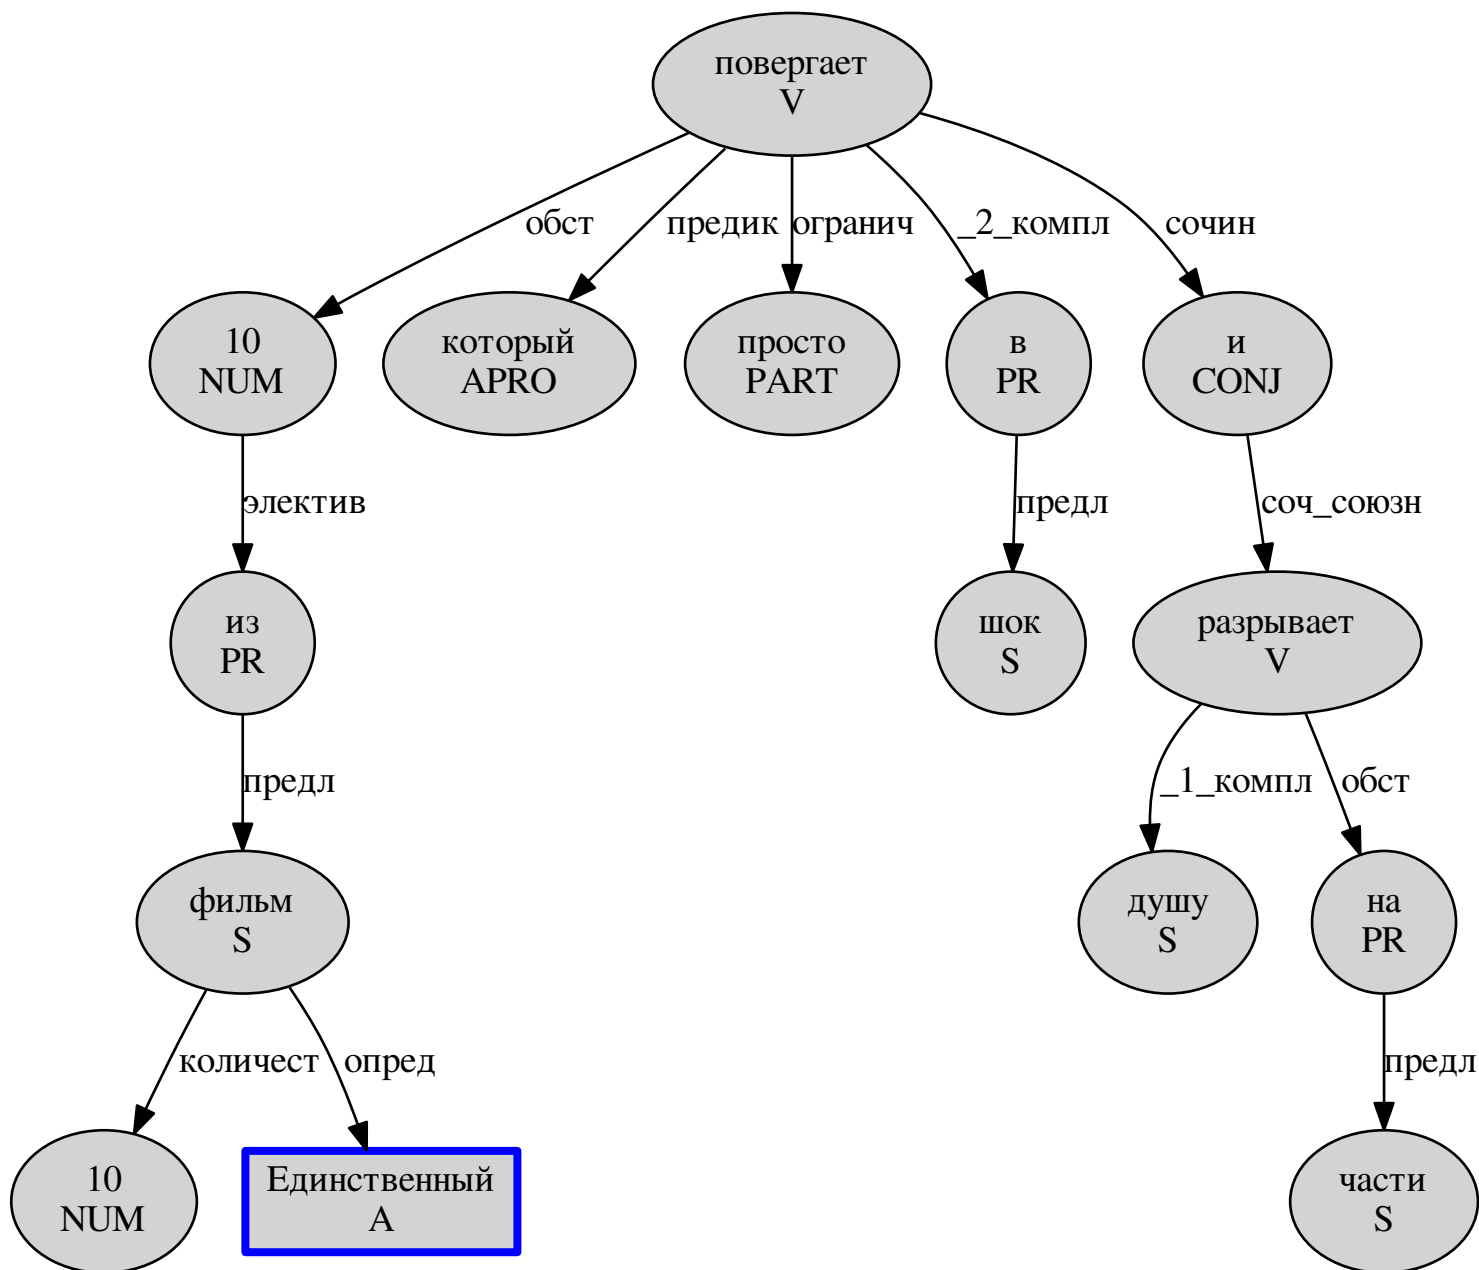 повергает
V
обст
предик
огранич
_2_компл
сочин
10
NUM
который
APRO
просто
PART
в
PR
и
CONJ
электив
предл
соч_союзн
из
PR
шок
S
разрывает
V
предл
_1_компл
обст
фильм
S
душу
S
на
PR
количест
опред
предл
10
NUM
Единственный
A
части
S